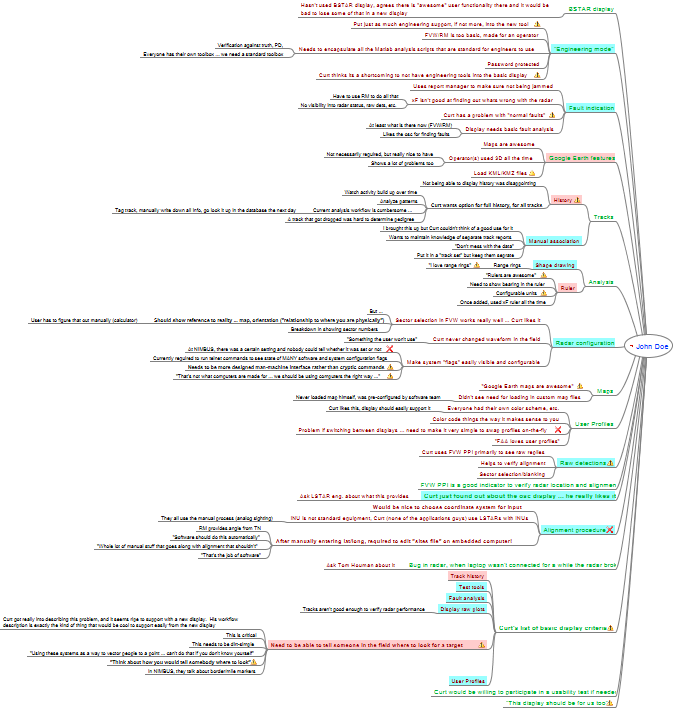 Hasn't used BSTAR display; agrees there is "awesome" user functionality there and it would be
bad to lose some of that in a new display
BSTAR display
Put just as much engineering support, if not more, into the new tool
FVW/RM is too basic, made for an operator
Verification against truth, PD,
Everyone has their own toolbox ... we need a standard toolbox
Needs to encapsulate all the Matlab analysis scripts that are standard for engineers to use
"Engineering mode"
Password protected
Curt thinks its a shortcoming to not have engineering tools into the basic display
Uses report manager to make sure not being jammed
Have to use RM to do all that
No visibility into radar status, raw dets, etc.
xF isn't good at finding out whats wrong with the radar
Fault indication
Curt has a problem with "normal faults"
At least what is there now (FVW/RM)
Likes the osc for finding faults
Display needs basic fault analysis
Maps are awesome
Not necessarily required, but really nice to have
Shows a lot of problems too
Operator(s) used 3D all the time
Google Earth features
Load KML/KMZ files
Not being able to display history was disappointing
Watch activity build up over time
Analyze patterns
Tag track, manually write down all info, go look it up in the database the next day
Current analysis workflow is cumbersome ...
A track that got dropped was hard to determine pedigree
Curt wants option for full history, for all tracks
History
Tracks
I brought this up but Curt couldn't think of a good use for it
Wants to maintain knowledge of separate track reports
"Don't mess with the data"
Put it in a "track set" but keep them segrate
Manual association
"I love range rings"
Range rings
Shape drawing
"Rulers are awesome"
Need to show bearing in the ruler
Configurable units
Once added, used xF ruler all the time
Ruler
Analysis
But ...
User has to figure that out manually (calculator)
Should show reference to reality ... map, orientation ("relationship to where you are physically")
Breakdown in showing sector numbers
Sector selection in FVW works really well ... Curt likes it
"Something the user won't use"
Curt never changed waveform in the field
Radar configuration
John Doe
At NIMBUS, there was a certain setting and nobody could tell whether it was set or not
Currently required to run telnet commands to see state of M&NY software and system configuration flags
Needs to be more designed man-machine interface rather than cryptic commands
"That's not what computers are made for ... we should be using computers the right way ..."
Make system "flags" easily visible and configurable
"Google Earth maps are awesome"
Never loaded map himself, was pre-configured by software team
Didn't see need for loading in custom map files
Maps
Curt likes this, display should easily support it
Everyone had their own color scheme, etc.
Color code things the way it makes sense to you
Problem if switching between displays ... need to make it very simple to swap profiles on-the-fly
"FAA loves user profiles"
User Profiles
Curt uses FVW PPI primarily to see raw replies
Helps to verify alignment
Sector selection/blanking
Raw detections
FVW PPI is a good indicator to verify radar location and alignmen
Ask LSTAR eng. about what this provides
Curt just found out about the osc display ... he really likes it
Would be nice to choose coordinate system for input
They all use the manual process (analog sighting)
INU is not standard equipment, Curt (none of the applications guys) use LSTARs with INUs
RM provides angle from TN
"Software should do this automatically"
"Whole lot of manual stuff that goes along with alignment that shouldn't"
"That's the job of software"
After manually entering lat/long, required to edit "sites file" on embedded computer!
Alignment procedure
Ask Tom Houman about it
Bug in radar, when laptop wasn't connected for a while the radar brok
Track history
Test tools
Fault analysis
Tracks aren't good enough to verify radar performance
Display raw plots
Curt's list of basic display criteria
Curt got really into describing this problem, and it seems ripe to support with a new display. His workflow
description is exactly the kind of thing that would be cool to support easily from the new display
This is critical
This needs to be dirt-simple
"Using these systems as a way to vector people to a point ... can't do that if you don't know yourself"
"Think about how you would tell somebody where to look"
In NIMBUS, they talk about border/mile markers
Need to be able to tell someone in the field where to look for a target
User Profiles
Curt would be willing to participate in a usability test if neede
"This display should be for us too"